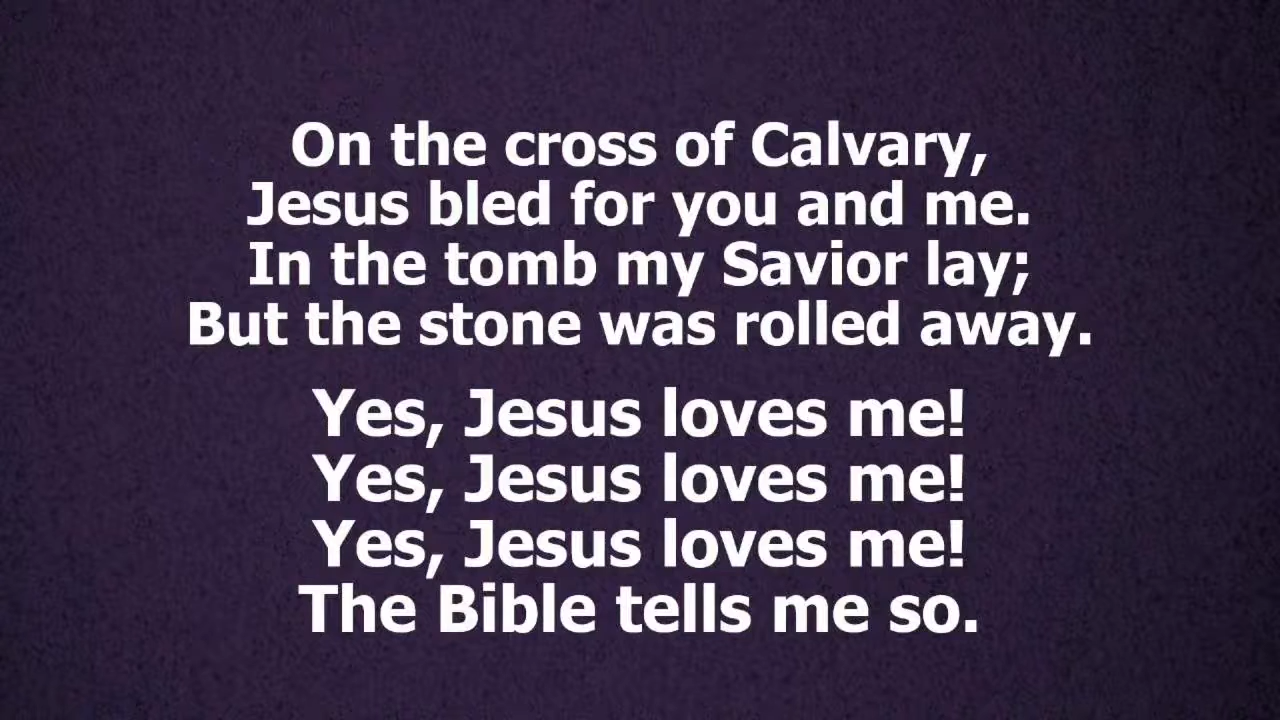 On the cross of Calvary,
Jesus bled for you and me.
In the tomb my Savior lay;
But the stone was rolled away.
Yes, Jesus loves me!
Yes, Jesus loves me!
Yes, Jesus loves me!
The Bible tells me so.